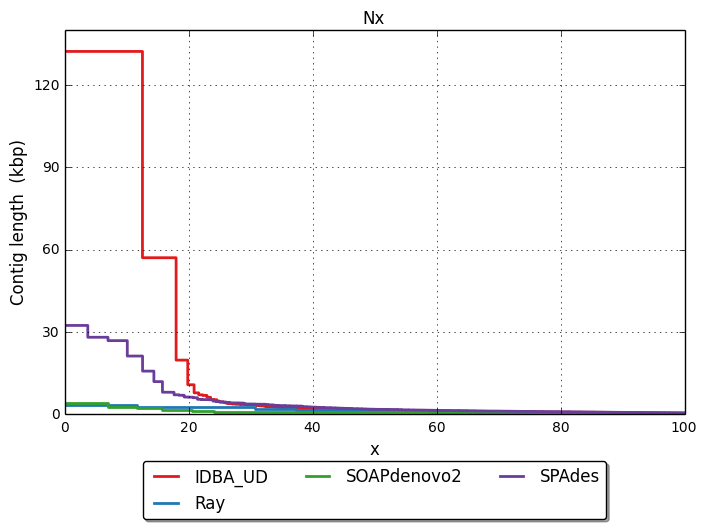 Nx
Contig length (kbp)
120
90
60
30
0
0 20 40 60 80 100
x
IDBA_UD SOAPdenovo2 SPAdes
Ray